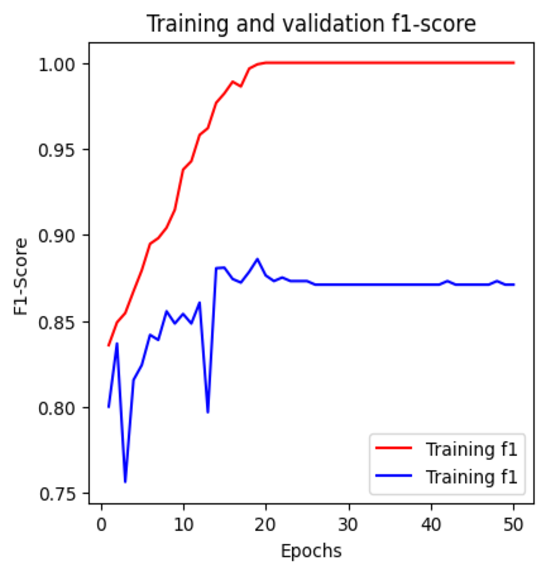 Training and validation f1-score
1.00
0.95
0.90
0.85
0.80
0.75
F1-Score
Training f1
Training f1
0 10 20 30 40 50
Epochs